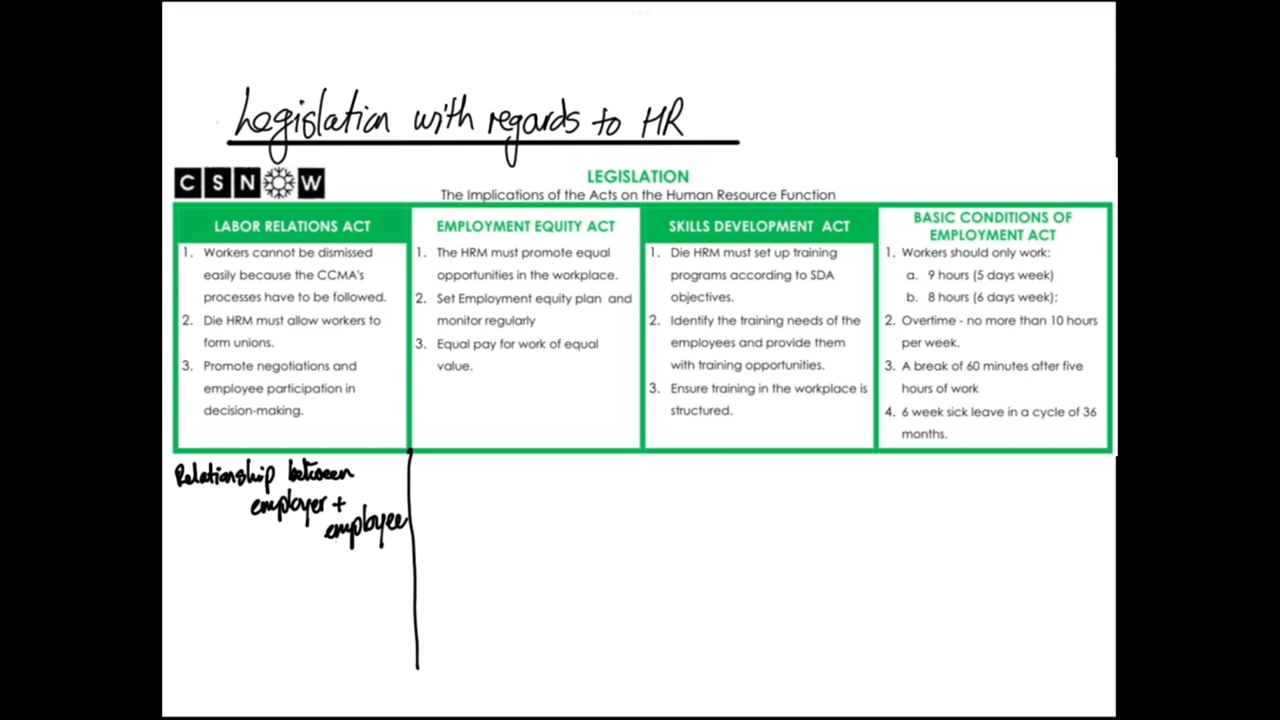 Legislation with regards to HR
CSNOW
LEGISLATION
The Implications of the Acts on the Human Resource Function
LABOR RELATIONS ACT
1. Workers cannot be dismissed
easily because the CCMA's
processes have to be followed.
2. Die HRM must allow workers to
form unions.
3. Promote negotiations and
employee participation in
decision-making.
EMPLOYMENT EQUITY ACT
1. The HRM must promote equal
opportunities in the workplace.
2. Set Employment equity plan and
monitor regularly
3. Equal pay for work of equal
value.
SKILLS DEVELOPMENT ACT
1. Die HRM must set up training
programs according to SDA
objectives.
2. Identify the training needs of the
employees and provide them
with training opportunities.
3. Ensure training in the workplace is
structured.
BASIC CONDITIONS OF
EMPLOYMENT ACT
1. Workers should only work:
a. 9 hours (5 days week)
b. 8 hours (6 days week);
2. Overtime - no more than 10 hours
per week.
3. A break of 60 minutes after five
hours of work
4. 6 week sick leave in a cycle of 36
months.
Relationship between
employer +
employee